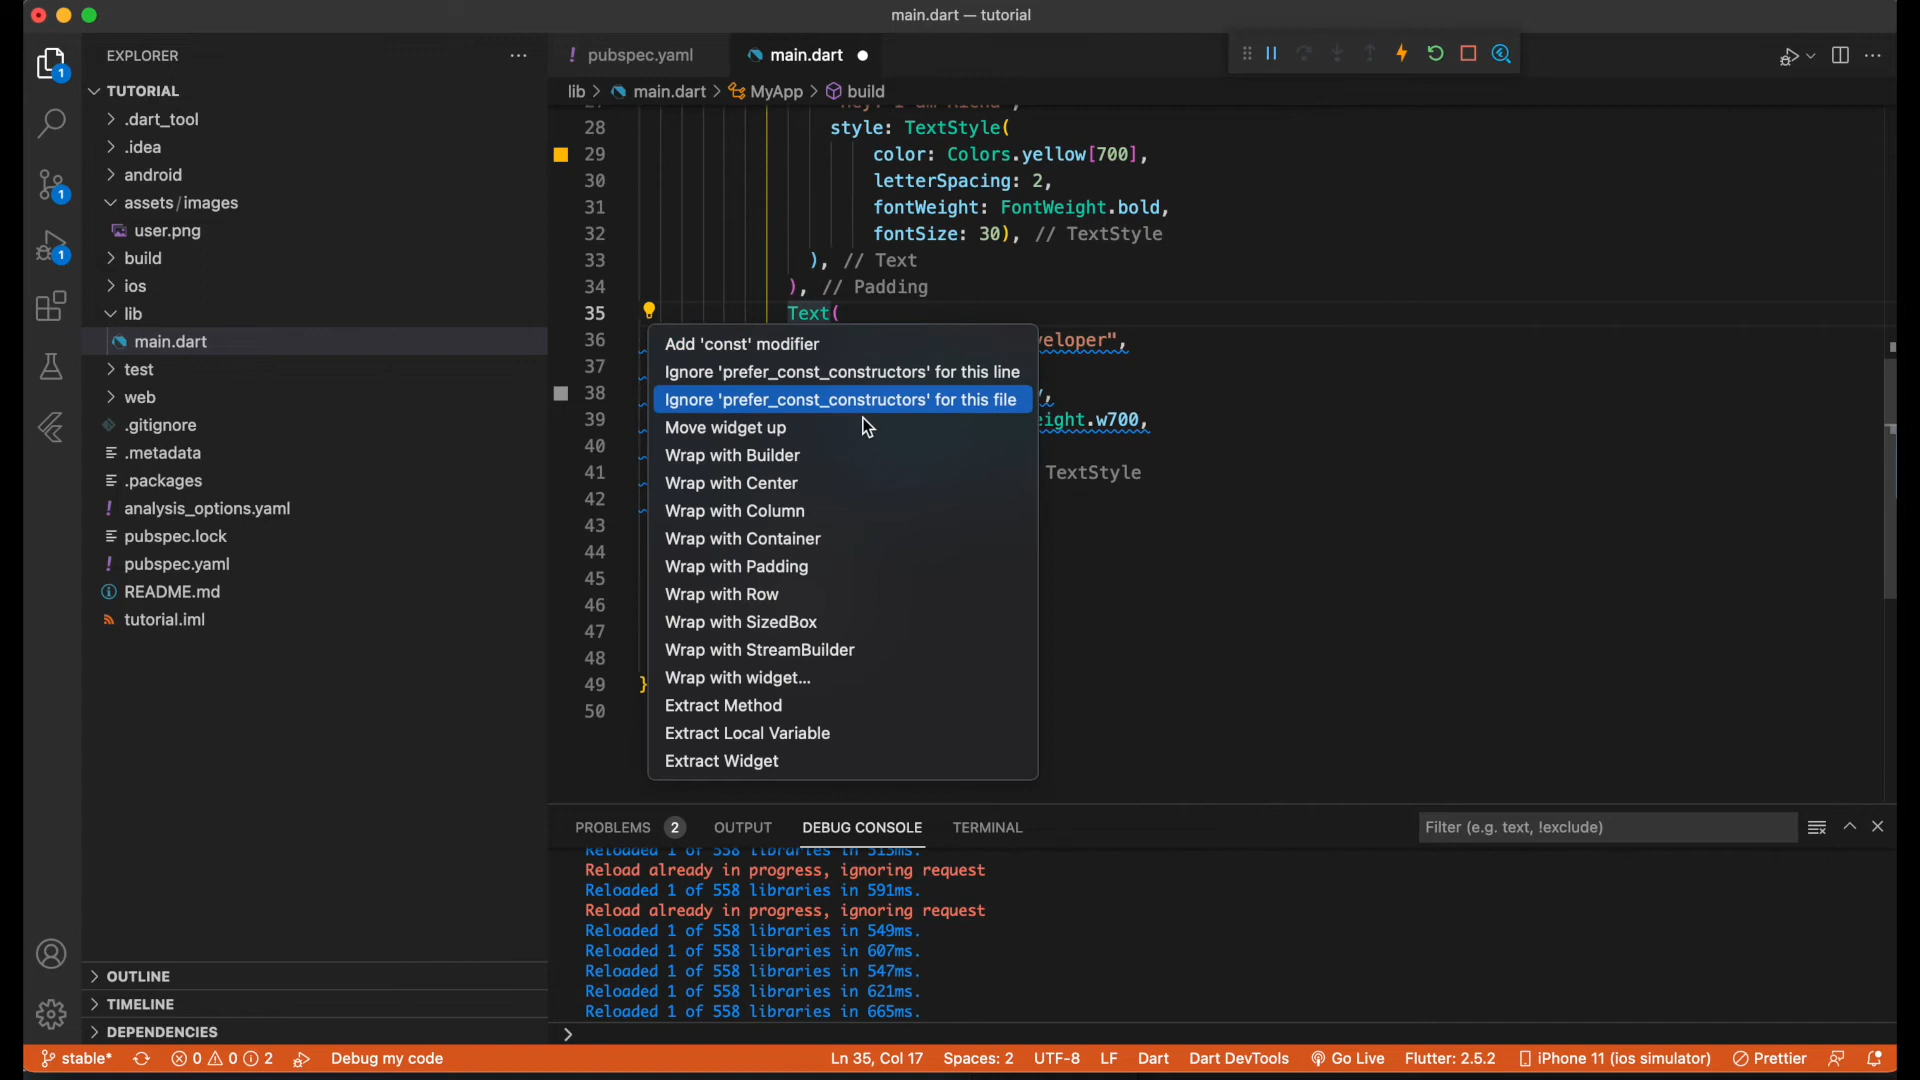 main.dart — tutorial
EXPLORER
TUTORIAL
.dart_tool
.idea
android
assets/images
user.png
build
ios
lib
main.dart
test
web
.gitignore
.metadata
.packages
analysis_options.yaml
pubspec.lock
pubspec.yaml
README.md
tutorial.iml
OUTLINE
TIMELINE
DEPENDENCIES
1
1
1
pubspec.yaml
main.dart
lib > main.dart > MyApp > build
28 style: TextStyle(
29 color: Colors.yellow[700],
30 letterSpacing: 2,
31 fontWeight: FontWeight.bold,
32 fontSize: 30), // TextStyle
33 ), // Text
34 ), // Padding
35 Text(
36 veloper",
37
38 ,
39 eight.w700,
40
41 TextStyle
42
43
44
45
46
47
48
49 }
50
Add 'const' modifier
Ignore 'prefer_const_constructors' for this line
Ignore 'prefer_const_constructors' for this file
Move widget up
Wrap with Builder
Wrap with Center
Wrap with Column
Wrap with Container
Wrap with Padding
Wrap with Row
Wrap with SizedBox
Wrap with StreamBuilder
Wrap with widget...
Extract Method
Extract Local Variable
Extract Widget
PROBLEMS 2 OUTPUT DEBUG CONSOLE TERMINAL
Filter (e.g. text, !exclude)
Reloaded 1 of 558 libraries in 513ms.
Reload already in progress, ignoring request
Reloaded 1 of 558 libraries in 591ms.
Reload already in progress, ignoring request
Reloaded 1 of 558 libraries in 549ms.
Reloaded 1 of 558 libraries in 607ms.
Reloaded 1 of 558 libraries in 547ms.
Reloaded 1 of 558 libraries in 621ms.
Reloaded 1 of 558 libraries in 665ms.
stable* 0 0 2 Debug my code Ln 35, Col 17 Spaces: 2 UTF-8 LF Dart Dart DevTools Go Live Flutter: 2.5.2 iPhone 11 (ios simulator) Prettier